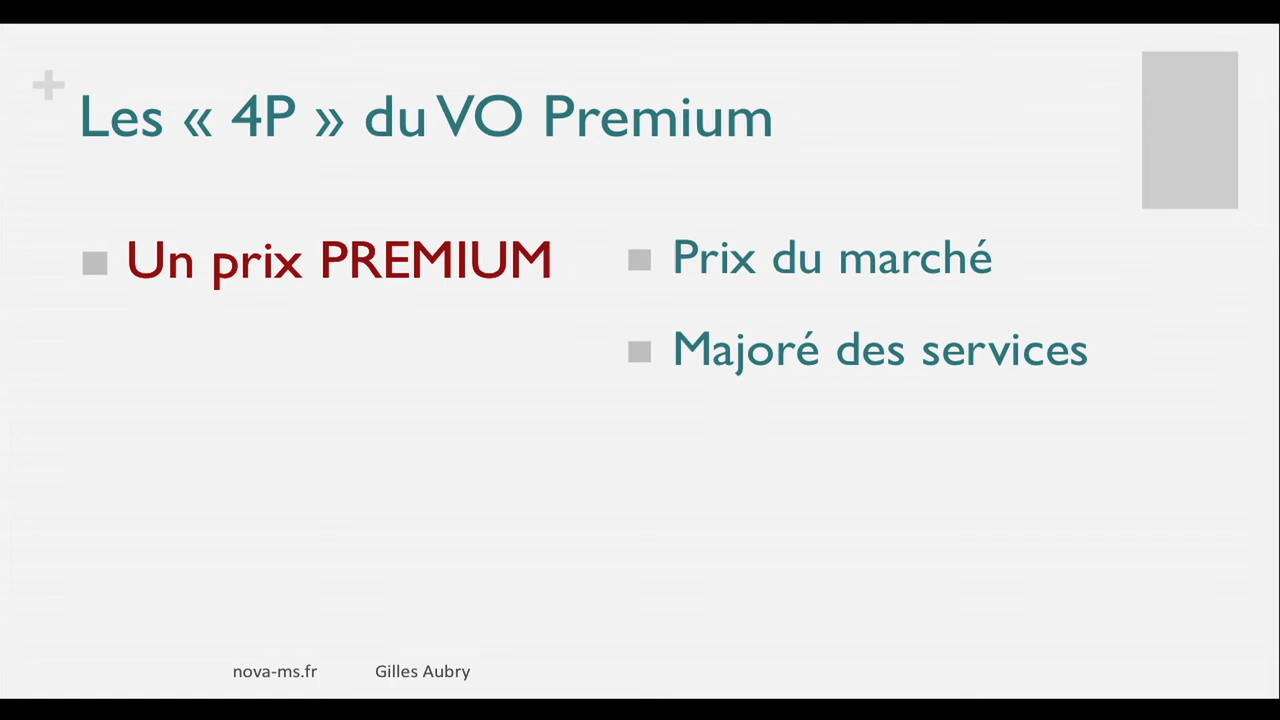 Les « 4P » du VO Premium
Un prix PREMIUM
Prix du marché
Majoré des services
nova-ms.fr Gilles Aubry